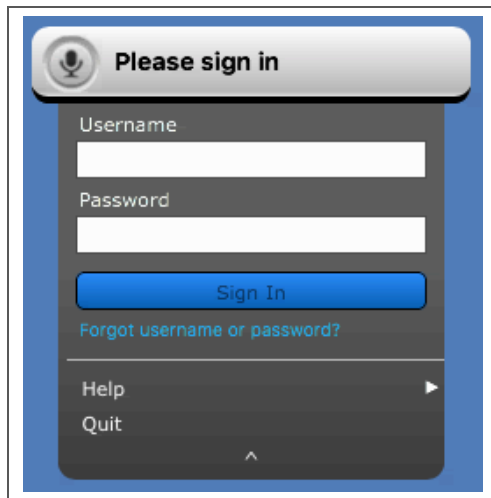 Please sign in
Username
Password
Sign In
Forgot username or password?
Help
Quit